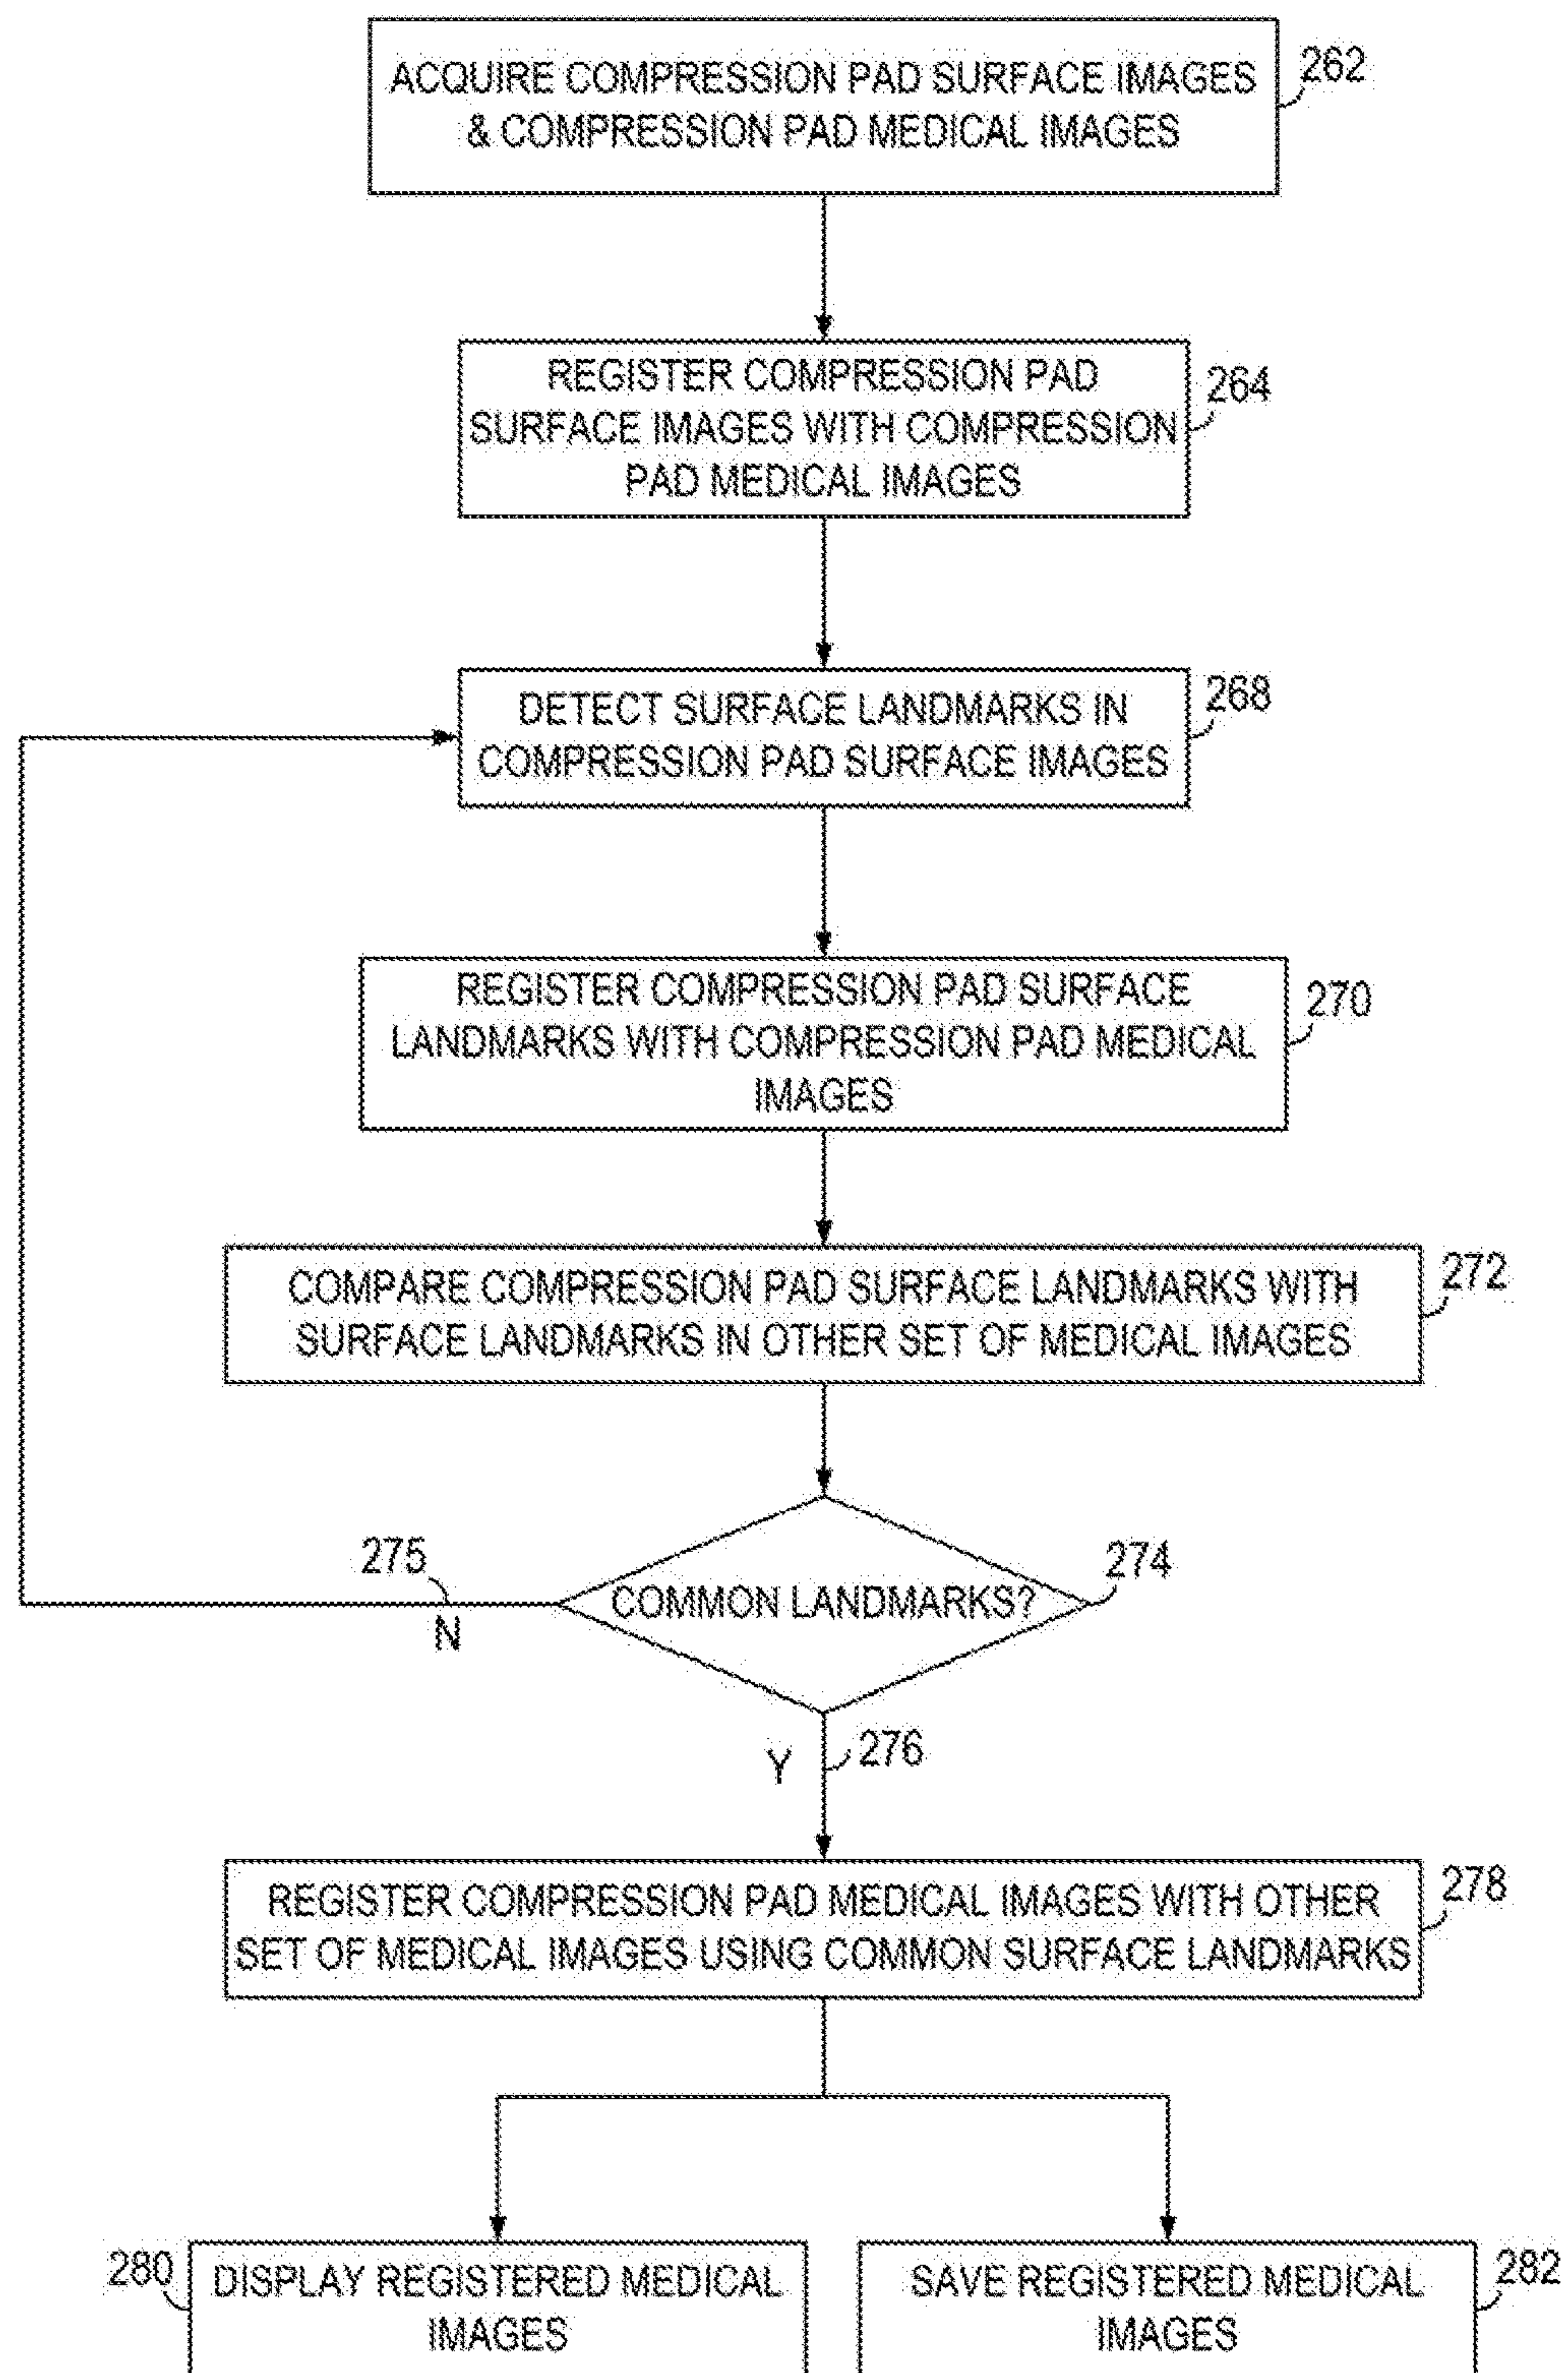 ACQUIRE COMPRESSION PAD SURFACE IMAGES
& COMPRESSION PAD MEDICAL IMAGES
262
REGISTER COMPRESSION PAD
SURFACE IMAGES WITH COMPRESSION
PAD MEDICAL IMAGES
264
DETECT SURFACE LANDMARKS IN
COMPRESSION PAD SURFACE IMAGES
268
REGISTER COMPRESSION PAD SURFACE
LANDMARKS WITH COMPRESSION PAD MEDICAL
IMAGES
270
COMPARE COMPRESSION PAD SURFACE LANDMARKS WITH
SURFACE LANDMARKS IN OTHER SET OF MEDICAL IMAGES
272
275
N
COMMON LANDMARKS?
274
Y
276
REGISTER COMPRESSION PAD MEDICAL IMAGES WITH OTHER
SET OF MEDICAL IMAGES USING COMMON SURFACE LANDMARKS
278
280
DISPLAY REGISTERED MEDICAL
IMAGES
SAVE REGISTERED MEDICAL
IMAGES
282